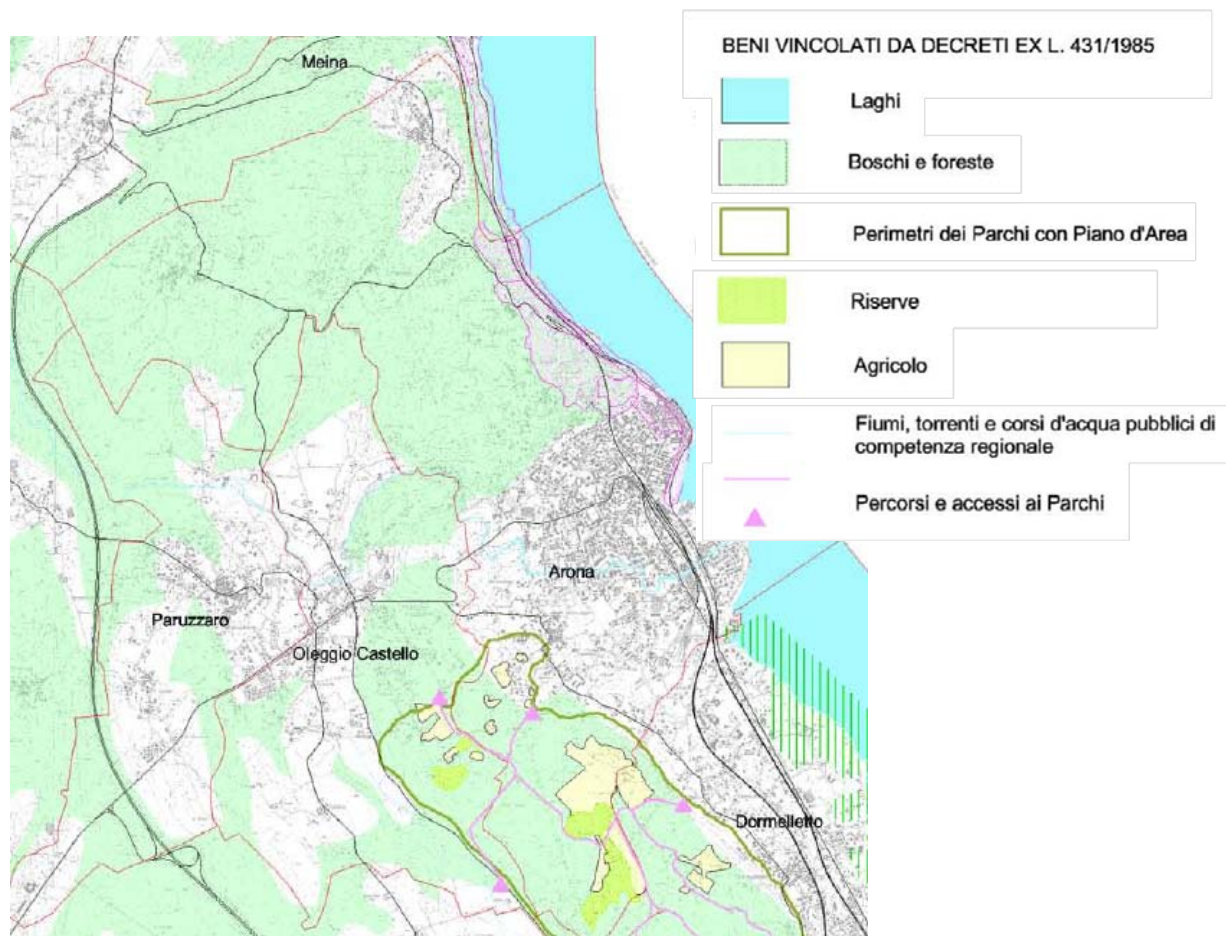 BENI VINCOLATI DA DECRETI EX L. 431/1985
Laghi
Boschi e foreste
Perimetri dei Parchi con Piano d'Area
Riserve
Agricolo
Fiumi, torrenti e corsi d'acqua pubblici di
competenza regionale
Percorsi e accessi ai Parchi
Meina
Arona
Paruzzaro
Oleggio Castello
Dormelletto